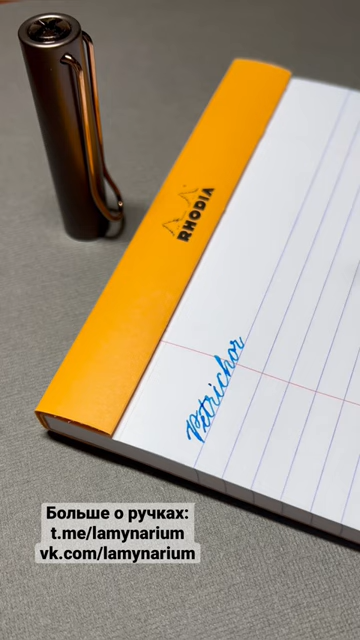 RHODIA
Petrichor
Больше о ручках:
t.me/lamynarium
vk.com/lamynarium